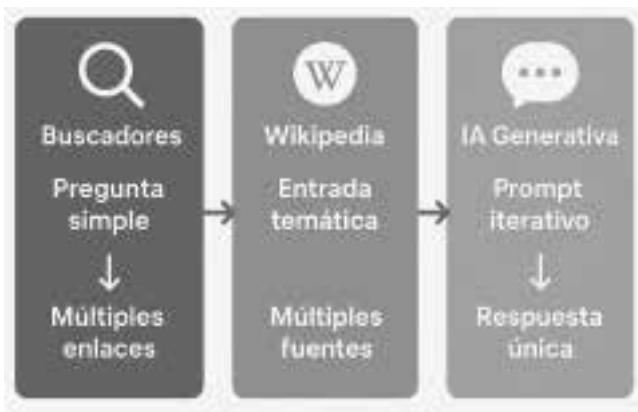 Buscadores
Pregunta
simple
Múltiples
enlaces
W
Wikipedia
Entrada
temática
Múltiples
fuentes
IA Generativa
Prompt
iterativo
Respuesta
única